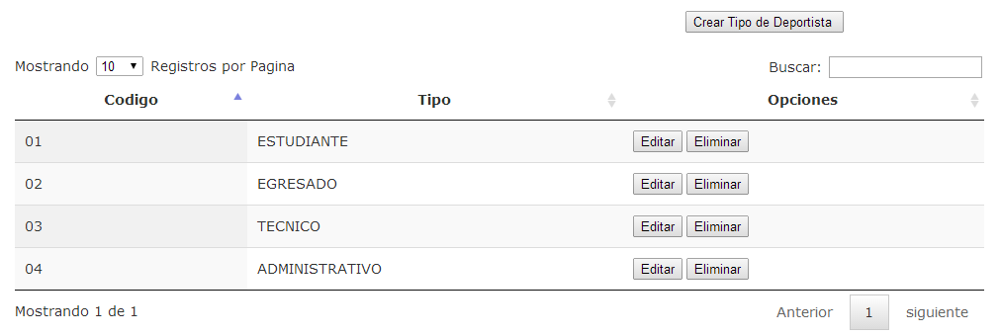 Crear Tipo de Deportista
Mostrando 10 Registros por Pagina Buscar:
Codigo Tipo Opciones
01 ESTUDIANTE Editar Eliminar
02 EGRESADO Editar Eliminar
03 TECNICO Editar Eliminar
04 ADMINISTRATIVO Editar Eliminar
Mostrando 1 de 1 Anterior 1 siguiente